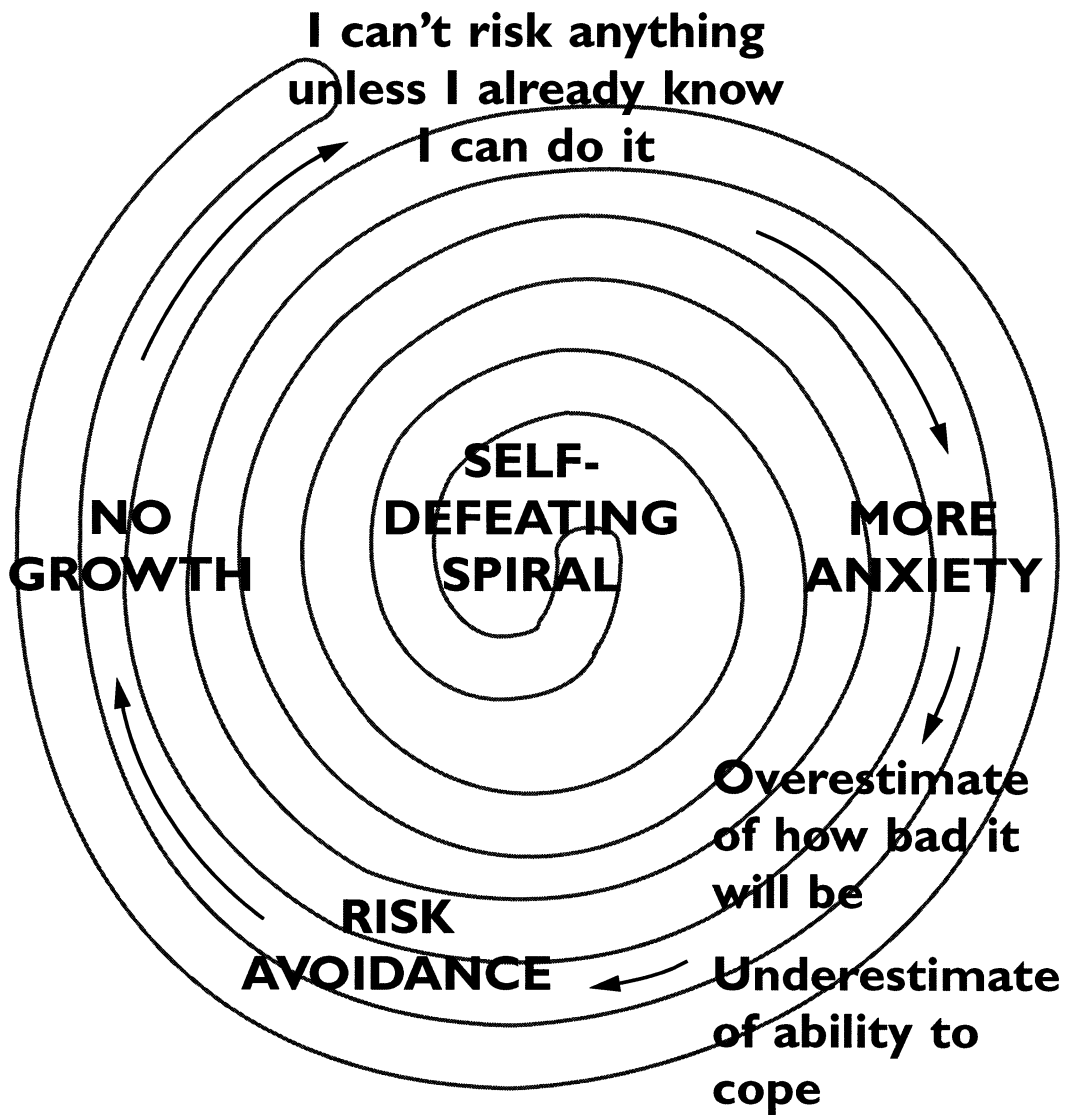 I can't risk anything
unless I already know
I can do it
SELF-
DEFEATING
SPIRAL
NO
GROWTH
MORE
ANXIETY
Overestimate
of how bad it
will be
RISK
AVOIDANCE
Underestimate
of ability to
cope